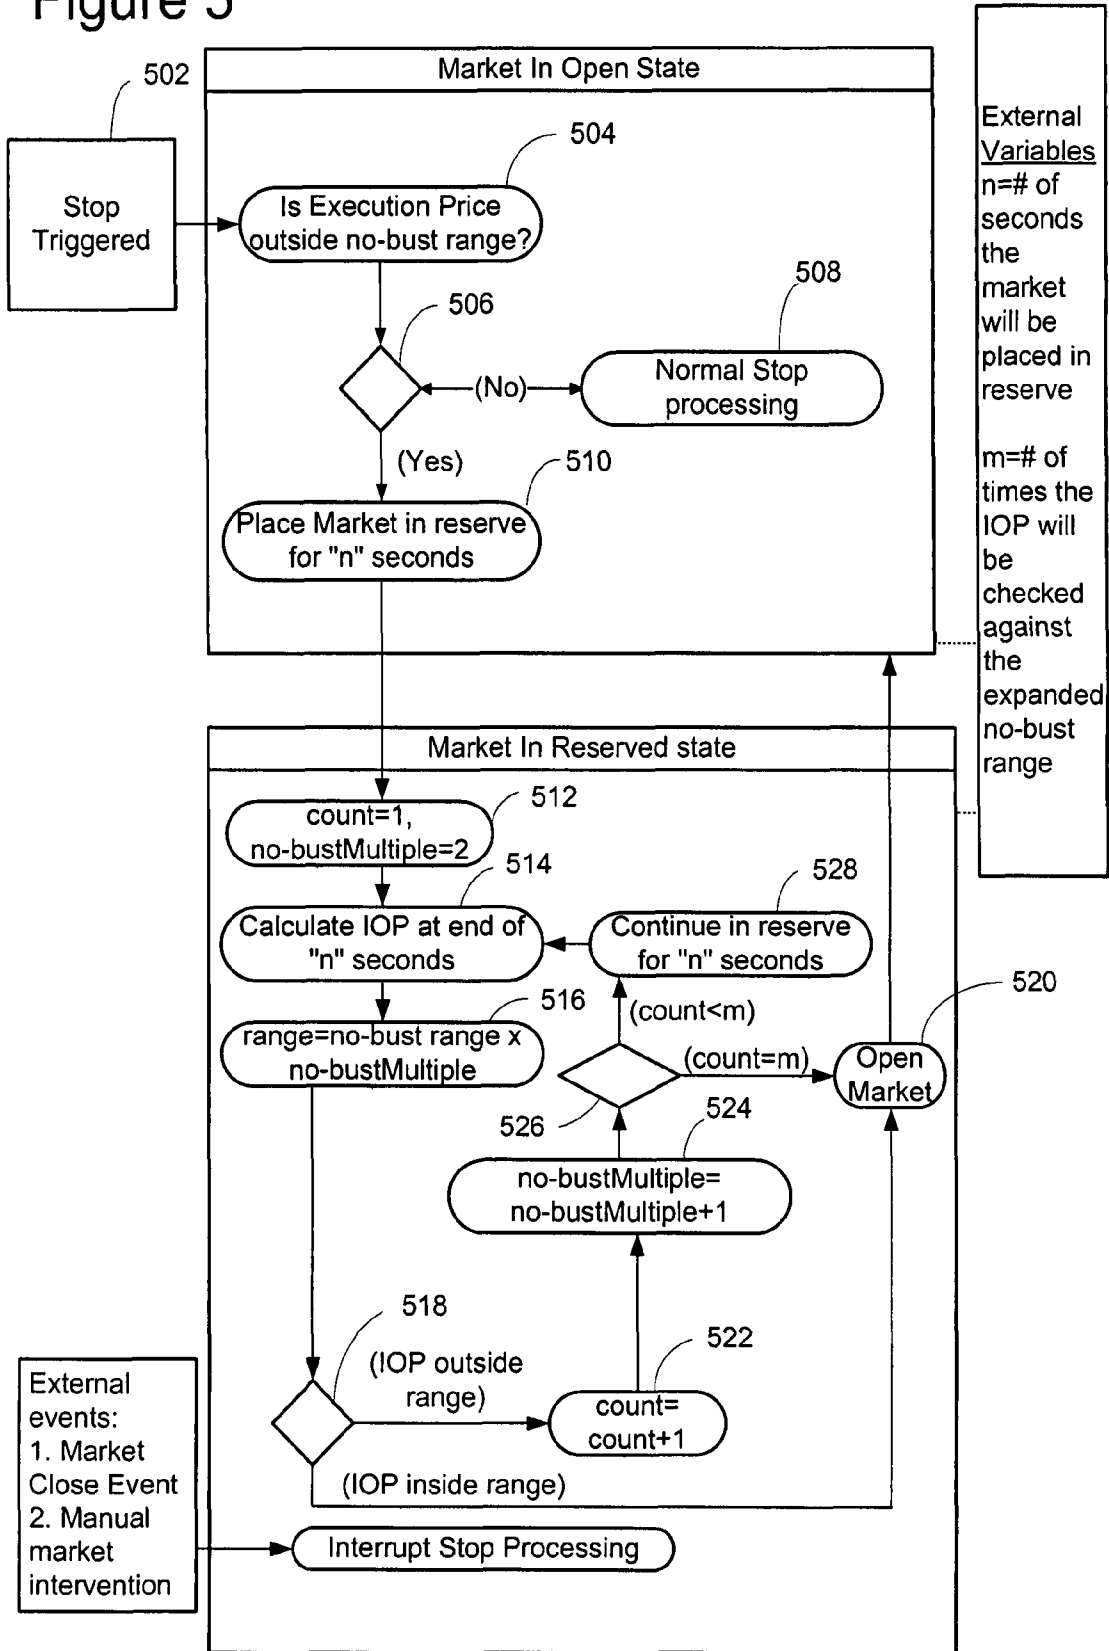 Figure 5
502
Market In Open State
504
Stop
Triggered
Is Execution Price
outside no-bust range?
506
508
(No)
Normal Stop
processing
(Yes)
510
Place Market in reserve
for "n" seconds
External
Variables
n=# of
seconds
the
market
will be
placed in
reserve
m=# of
times the
IOP will
be
checked
against
the
expanded
no-bust
range
Market In Reserved state
count=1,
no-bustMultiple=2
512
514
528
Calculate IOP at end of
"n" seconds
Continue in reserve
for "n" seconds
516
520
range=no-bust range x
no-bustMultiple
(count<m)
(count=m)
Open
Market
526
524
no-bustMultiple=
no-bustMultiple+1
518
522
(IOP outside
range)
count=
count+1
(IOP inside range)
External
events:
1. Market
Close Event
2. Manual
market
intervention
Interrupt Stop Processing